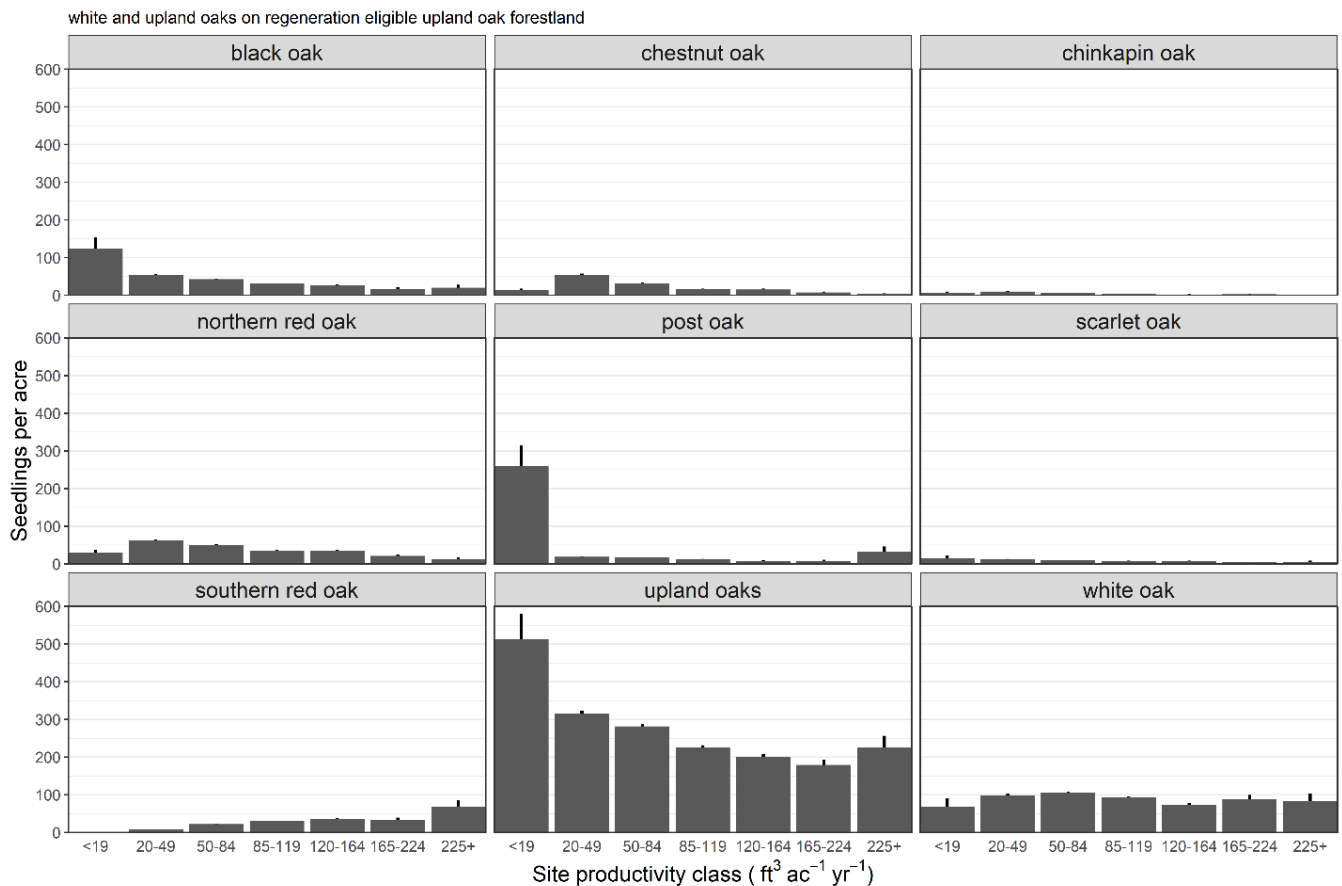 white and upland oaks on regeneration eligible upland oak forestland
black oak
chestnut oak
chinkapin oak
600
500
400
300
200
100
0
northern red oak
post oak
scarlet oak
600
500
400
300
200
100
0
Seedlings per acre
southern red oak
upland oaks
white oak
600
500
400
300
200
100
0
<19 20-49 50-84 85-119 120-164 165-224 225+
<19 20-49 50-84 85-119 120-164 165-224 225+
<19 20-49 50-84 85-119 120-164 165-224 225+
Site productivity class ( ft³ ac⁻¹ yr⁻¹)